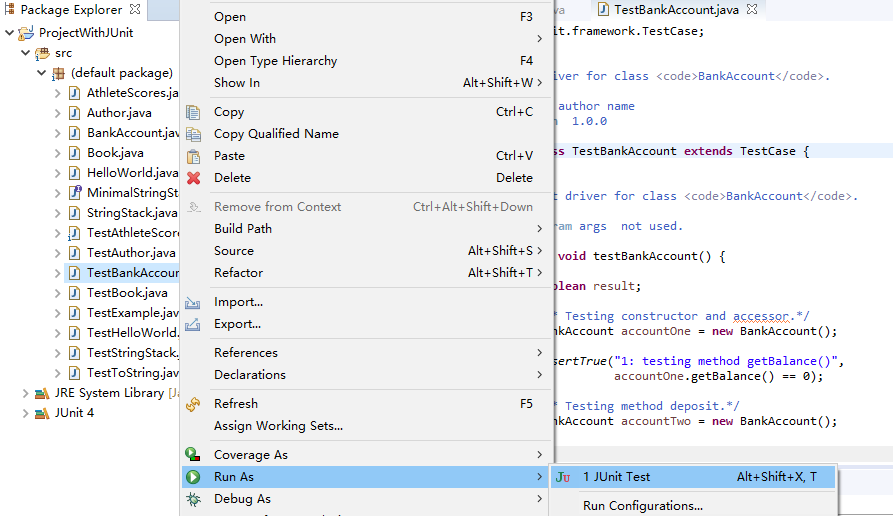 Package Explorer
ProjectWithJUnit
src
(default package)
AthleteScores.ja
Author.java
BankAccount.jav
Book.java
HelloWorld.java
MinimalStringSt
StringStack.java
TestAthleteScor
TestAuthor.java
TestBankAccour
TestBook.java
TestExample.java
TestHelloWorld.
TestStringStack.
TestToString.jav
JRE System Library [Ja
JUnit 4
Open F3
Open With
Open Type Hierarchy F4
Show In Alt+Shift+W
Copy Ctrl+C
Copy Qualified Name
Paste Ctrl+V
Delete Delete
Remove from Context Ctrl+Alt+Shift+Down
Build Path
Source Alt+Shift+S
Refactor Alt+Shift+T
Import...
Export...
References
Declarations
Refresh F5
Assign Working Sets...
Coverage As
Run As
Debug As
1 JUnit Test Alt+Shift+X, T
Run Configurations...
va
TestBankAccount.java
it.framework.TestCase;
iver for class <code>BankAccount</code>.
author name
n 1.0.0
ss TestBankAccount extends TestCase {
t driver for class <code>BankAccount</code>.
ram args not used.
void testBankAccount() {
olean result;
* Testing constructor and accessor.*/
nkAccount accountOne = new BankAccount();
sertTrue("1: testing method getBalance()",
accountOne.getBalance() == 0);
* Testing method deposit.*/
nkAccount accountTwo = new BankAccount();